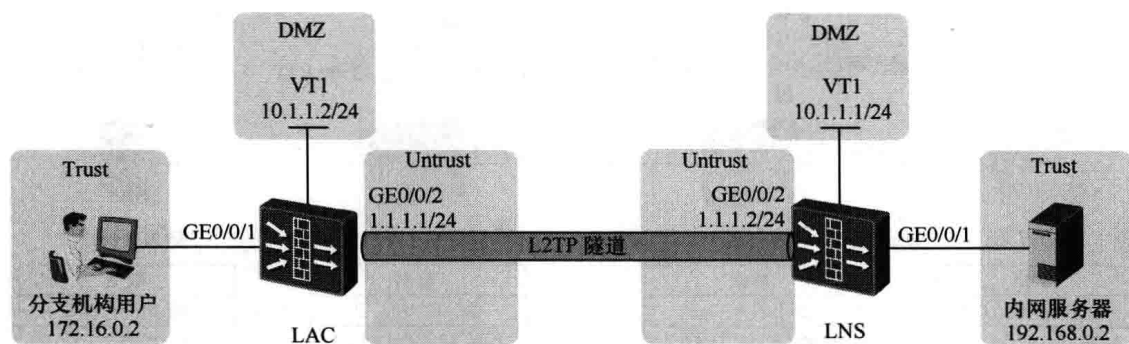 DMZ
VT1
10.1.1.2/24
DMZ
VT1
10.1.1.1/24
Trust
Untrust
Untrust
Trust
GE0/0/2
1.1.1.1/24
GE0/0/2
1.1.1.2/24
GE0/0/1
L2TP 隧道
GE0/0/1
分支机构用户
172.16.0.2
LAC
LNS
内网服务器
192.168.0.2